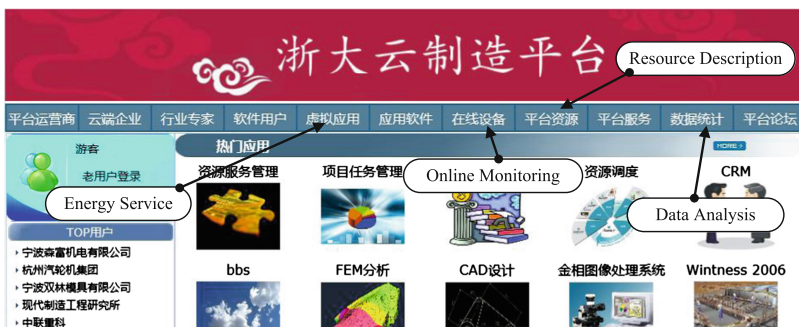 浙大云制造平台
Resource Description
平台运营商 云端企业 行业专家 软件用户 虚拟应用 应用软件 在线设备 平台资源 平台服务 数据统计 平台论坛
游客
热门应用
老用户登录
资源服务管理 项目任务管理 资源调度 CRM
Energy Service
Online Monitoring
Data Analysis
TOP用户
宁波森富机电有限公司
杭州汽轮机集团
宁波双林模具有限公司
现代制造工程研究所
中联重科
bbs FEM分析 CAD设计 金相图像处理系统 Wintness 2006